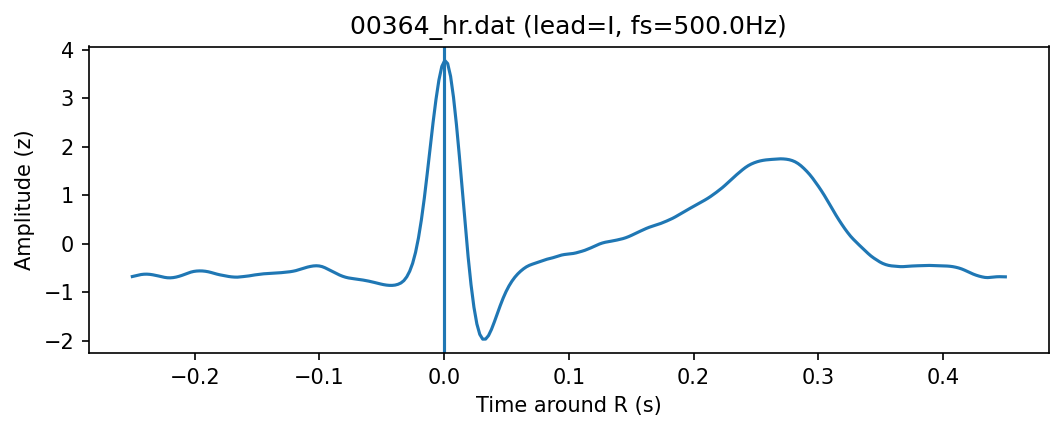 00364_hr.dat (lead=I, fs=500.0Hz)
Amplitude (z)
4
3
2
1
0
−1
−2
−0.2 −0.1 0.0 0.1 0.2 0.3 0.4
Time around R (s)